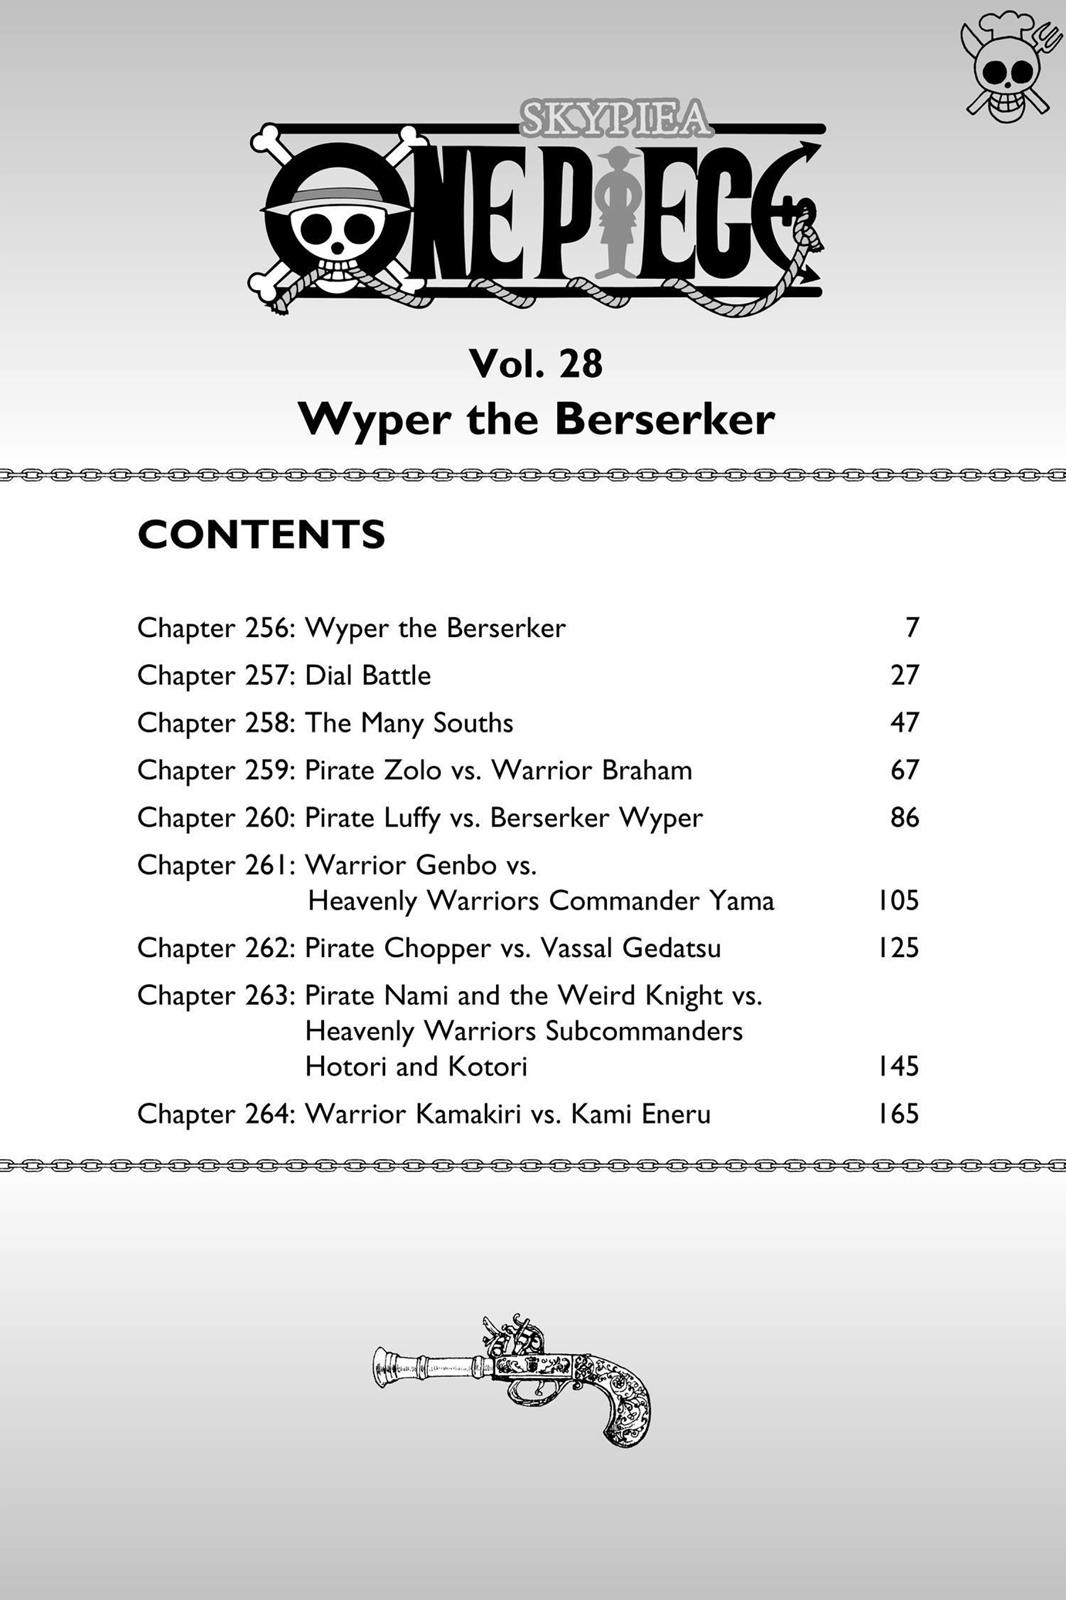 SKYPIEA
ONE PIECE
Vol. 28
Wyper the Berserker
CONTENTS
Chapter 256: Wyper the Berserker 7
Chapter 257: Dial Battle 27
Chapter 258: The Many Souths 47
Chapter 259: Pirate Zolo vs. Warrior Braham 67
Chapter 260: Pirate Luffy vs. Berserker Wyper 86
Chapter 261: Warrior Genbo vs.
Heavenly Warriors Commander Yama 105
Chapter 262: Pirate Chopper vs. Vassal Gedatsu 125
Chapter 263: Pirate Nami and the Weird Knight vs.
Heavenly Warriors Subcommanders
Hotori and Kotori 145
Chapter 264: Warrior Kamakiri vs. Kami Eneru 165